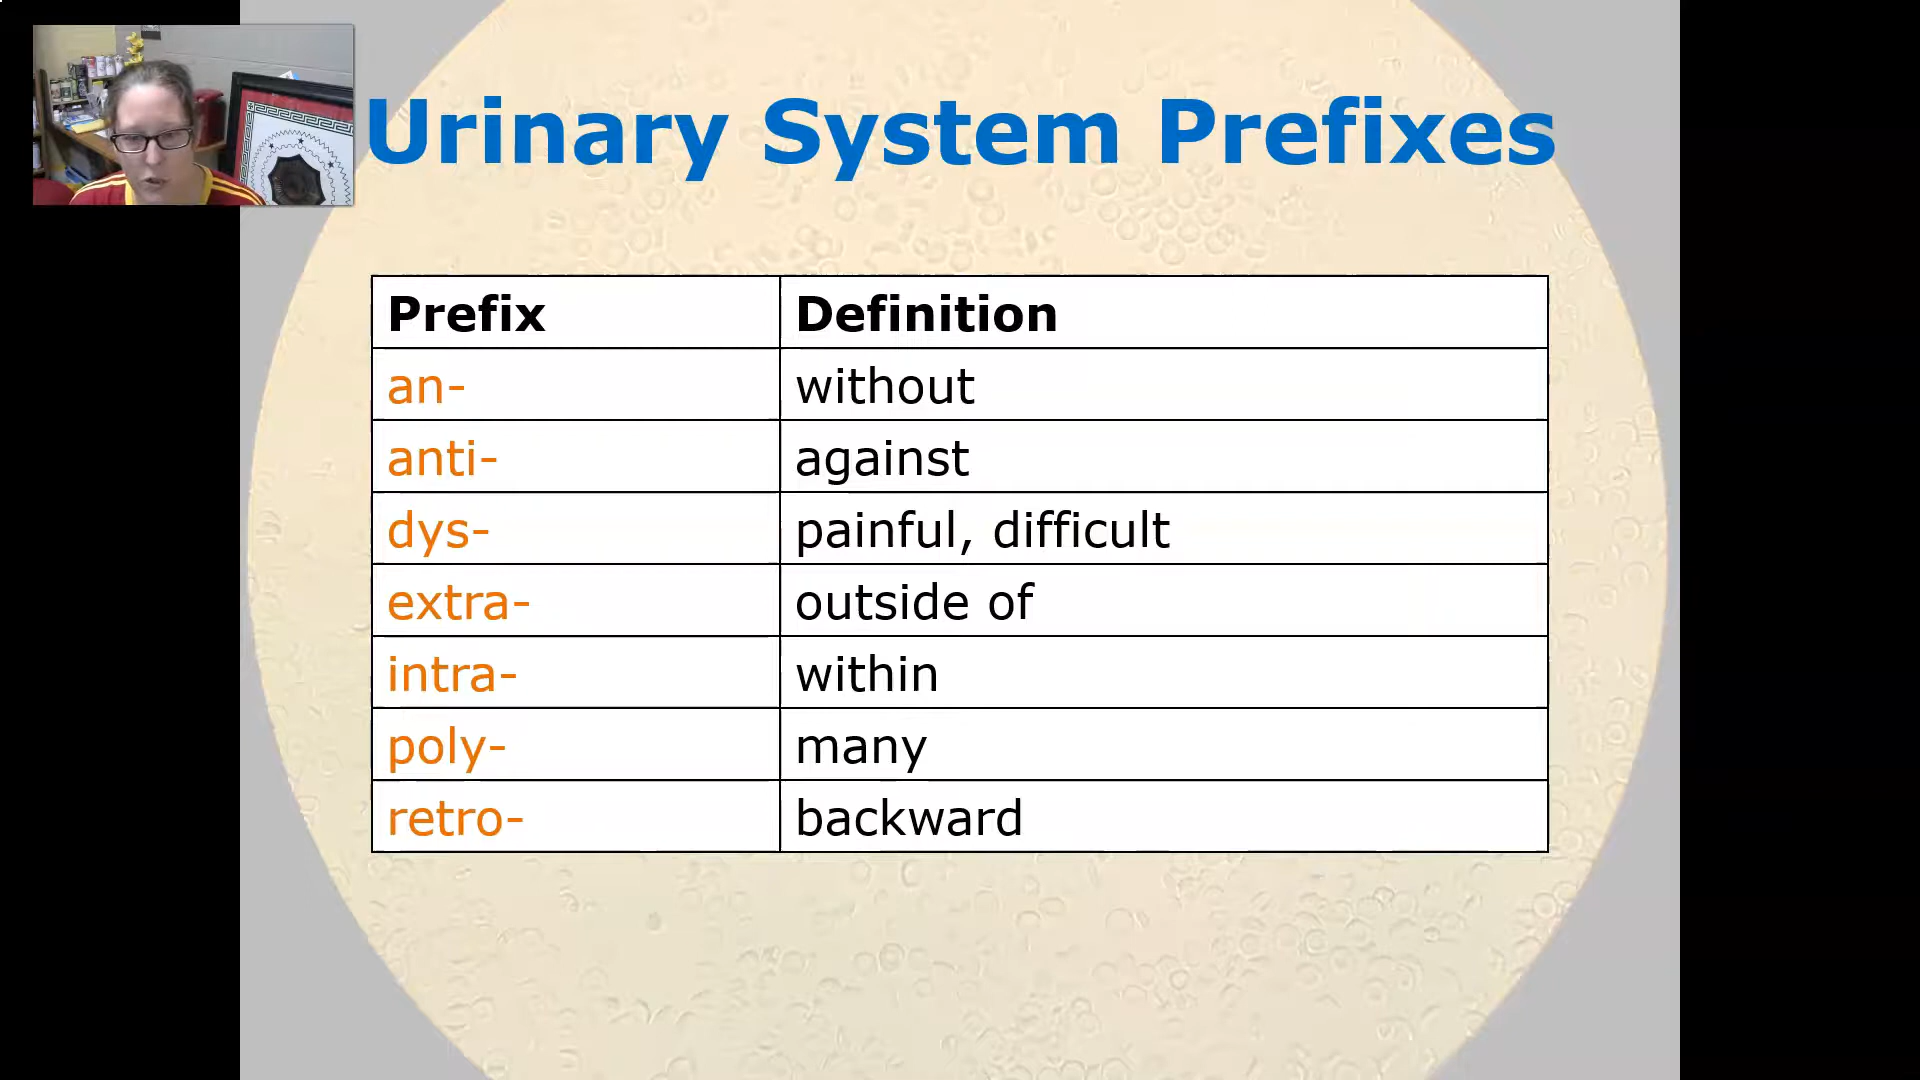 Urinary System Prefixes
Prefix Definition
an- without
anti- against
dys- painful, difficult
extra- outside of
intra- within
poly- many
retro- backward